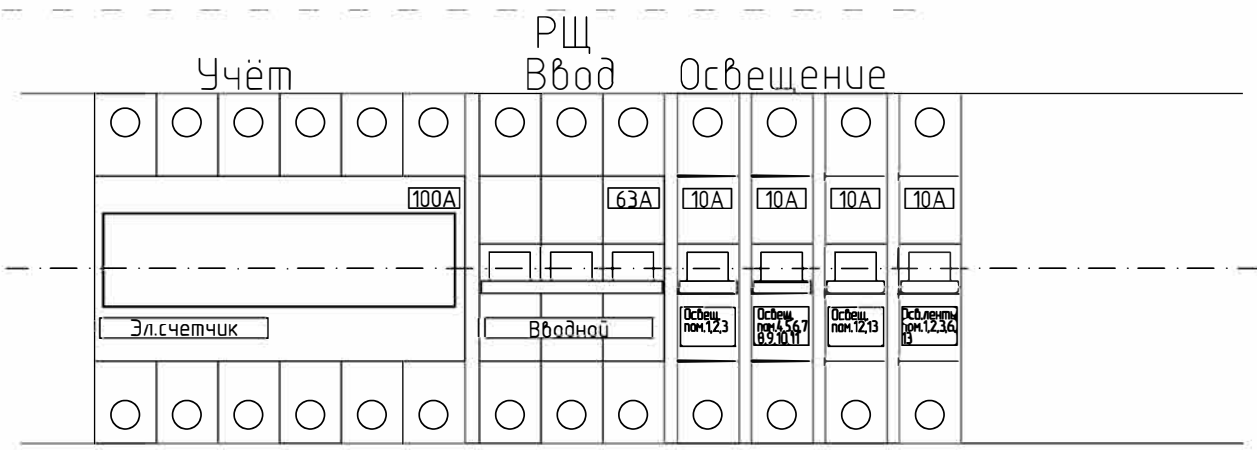 РЩ
Учёт
Ввод
Освещение
100А
63А
10А
10А
10А
10А
Эл.счетчик
Вводной
Освещ.
пом.1,2,3
Освещ.
пом.4,5,6,7
8.9.10.11
Освещ.
пом.12,13
Осв.ленты
пом.1,2,3,6,
13